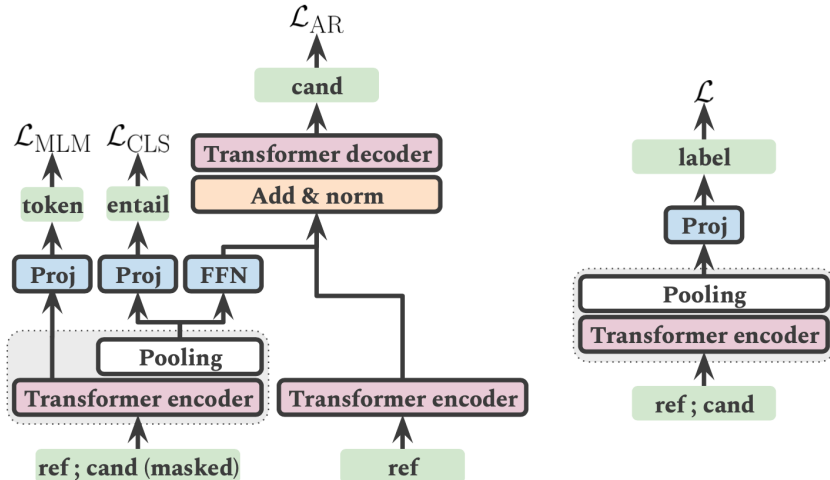 ℒAR
cand
ℒMLM ℒCLS
Transformer decoder
token entail
Add & norm
Proj Proj FFN
Pooling
Transformer encoder Transformer encoder
ref ; cand (masked) ref
ℒ
label
Proj
Pooling
Transformer encoder
ref ; cand